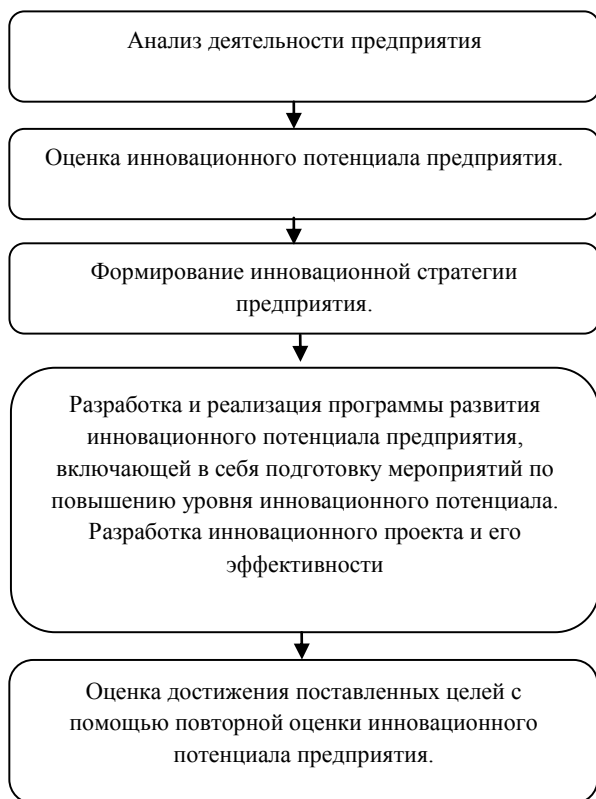 Анализ деятельности предприятия
Оценка инновационного потенциала предприятия.
Формирование инновационной стратегии
предприятия.
Разработка и реализация программы развития
инновационного потенциала предприятия,
включающей в себя подготовку мероприятий по
повышению уровня инновационного потенциала.
Разработка инновационного проекта и его
эффективности
Оценка достижения поставленных целей с
помощью повторной оценки инновационного
потенциала предприятия.